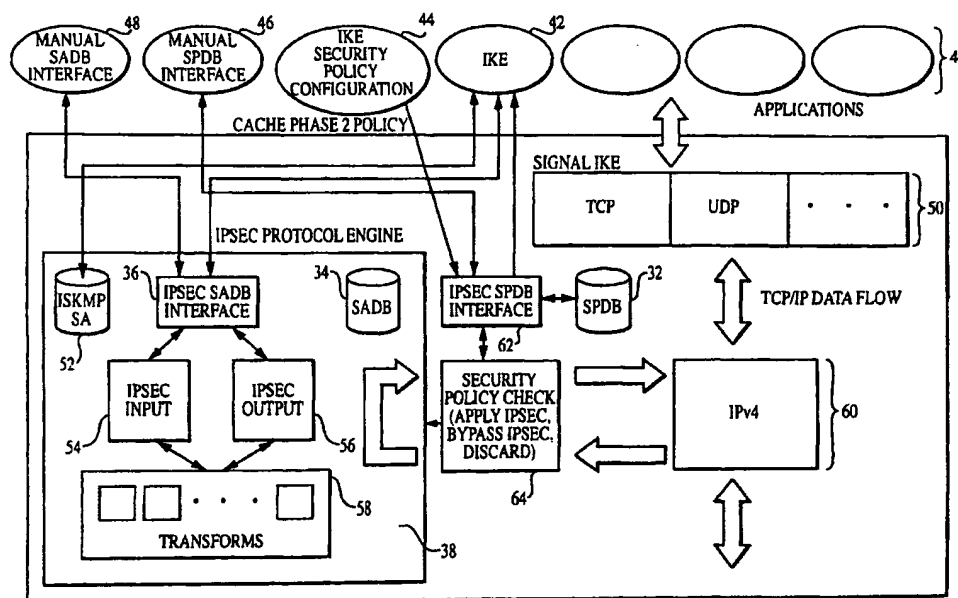 48
46
44
42
MANUAL
SADB
INTERFACE
MANUAL
SPDB
INTERFACE
IKE
SECURITY
POLICY
CONFIGURATION
IKE
4
APPLICATIONS
CACHE PHASE 2 POLICY
SIGNAL IKE
TCP
UDP
. . .
50
IPSEC PROTOCOL ENGINE
ISKMP
SA
52
36
IPSEC SADB
INTERFACE
34
SADB
IPSEC SPDB
INTERFACE
62
32
SPDB
TCP/IP DATA FLOW
IPSEC
INPUT
54
IPSEC
OUTPUT
56
SECURITY
POLICY CHECK
(APPLY IPSEC,
BYPASS IPSEC,
DISCARD)
64
IPv4
60
. . .
TRANSFORMS
58
38